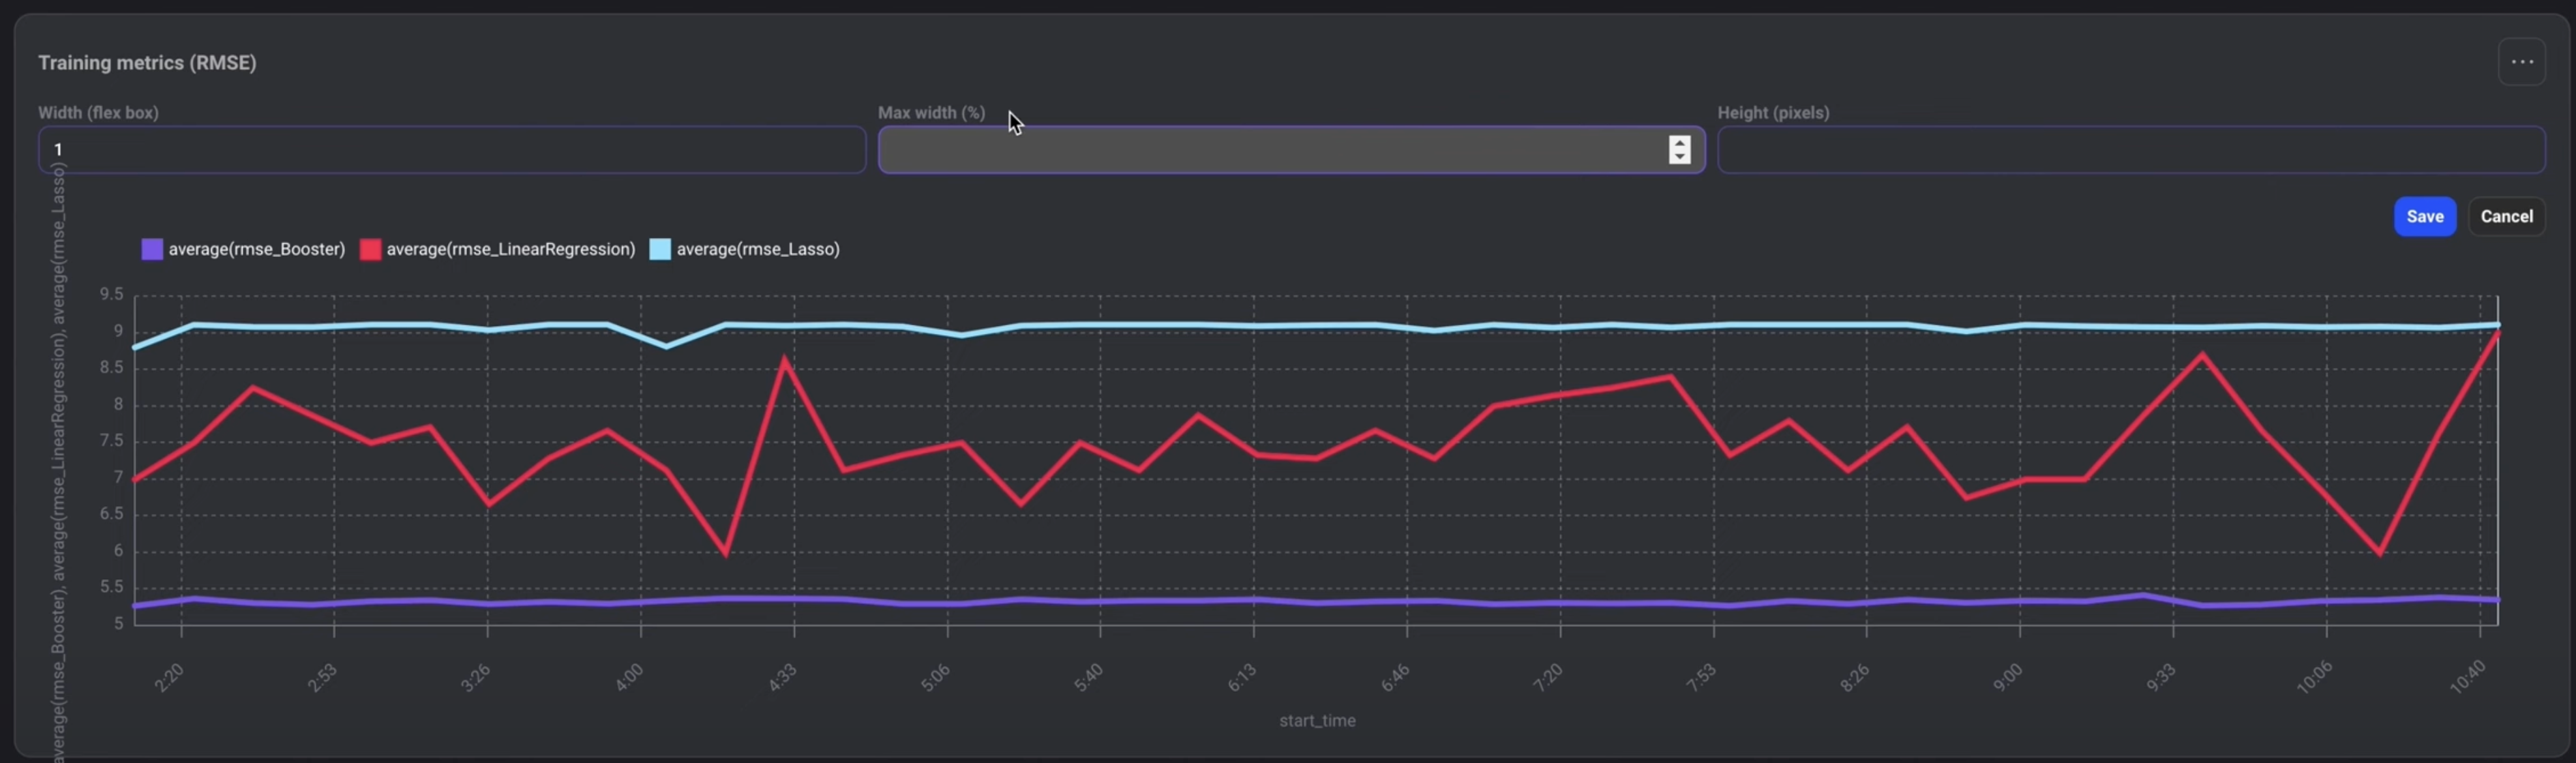 Training metrics (RMSE)
...
Width (flex box)
Max width (%)
Height (pixels)
1
Save
Cancel
average(rmse_Booster)
average(rmse_LinearRegression)
average(rmse_Lasso)
average(rmse_Booster), average(rmse_LinearRegression), average(rmse_Lasso)
9.5
9
8.5
8
7.5
7
6.5
6
5.5
5
2:20
2:53
3:26
4:00
4:33
5:06
5:40
6:13
6:46
7:20
7:53
8:26
9:00
9:33
10:06
10:40
start_time